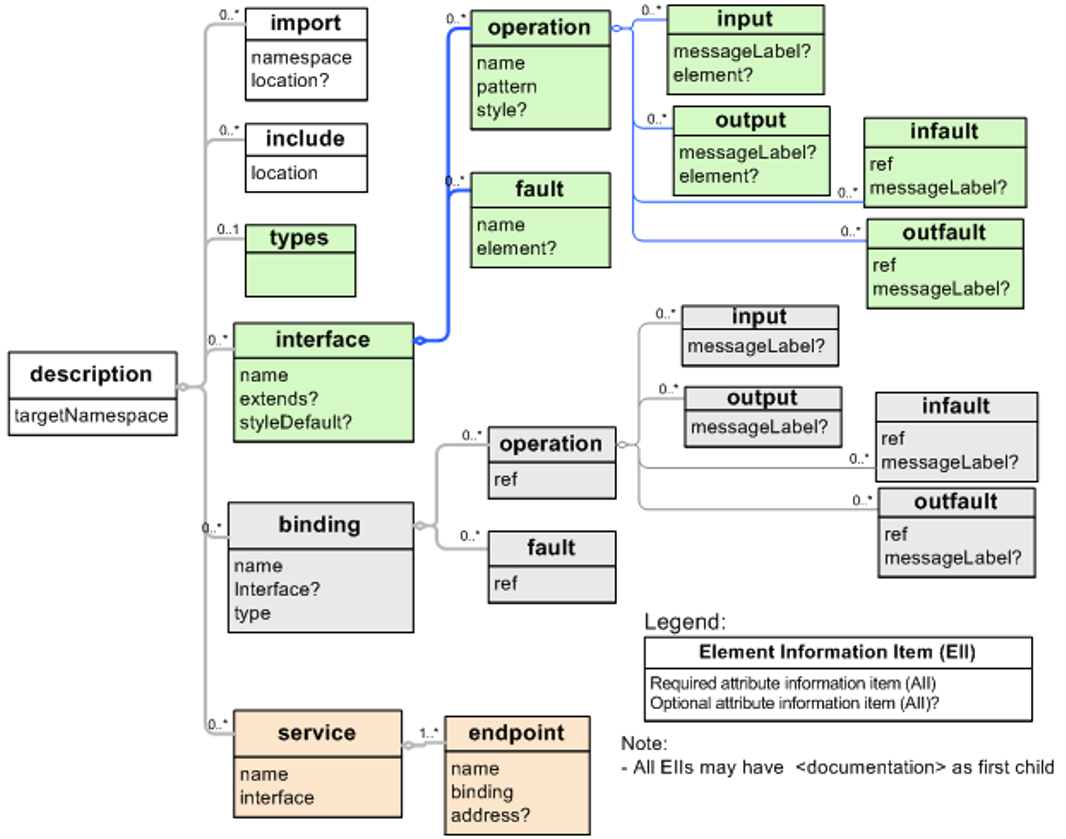 0..*
import
namespace
location?
0..*
include
location
0..1
types
0..*
interface
name
extends?
styleDefault?
description
targetNamespace
0..*
operation
name
pattern
style?
0..*
fault
name
element?
0..*
input
messageLabel?
element?
0..*
output
messageLabel?
element?
0..*
infault
ref
messageLabel?
0..*
outfault
ref
messageLabel?
0..*
binding
name
Interface?
type
0..*
operation
ref
0..*
fault
ref
0..*
input
messageLabel?
0..*
output
messageLabel?
0..*
infault
ref
messageLabel?
0..*
outfault
ref
messageLabel?
0..*
service
name
interface
1..*
endpoint
name
binding
address?
Legend:
Element Information Item (EII)
Required attribute information item (AII)
Optional attribute information item (AII)?
Note:
- All EIIs may have <documentation> as first child